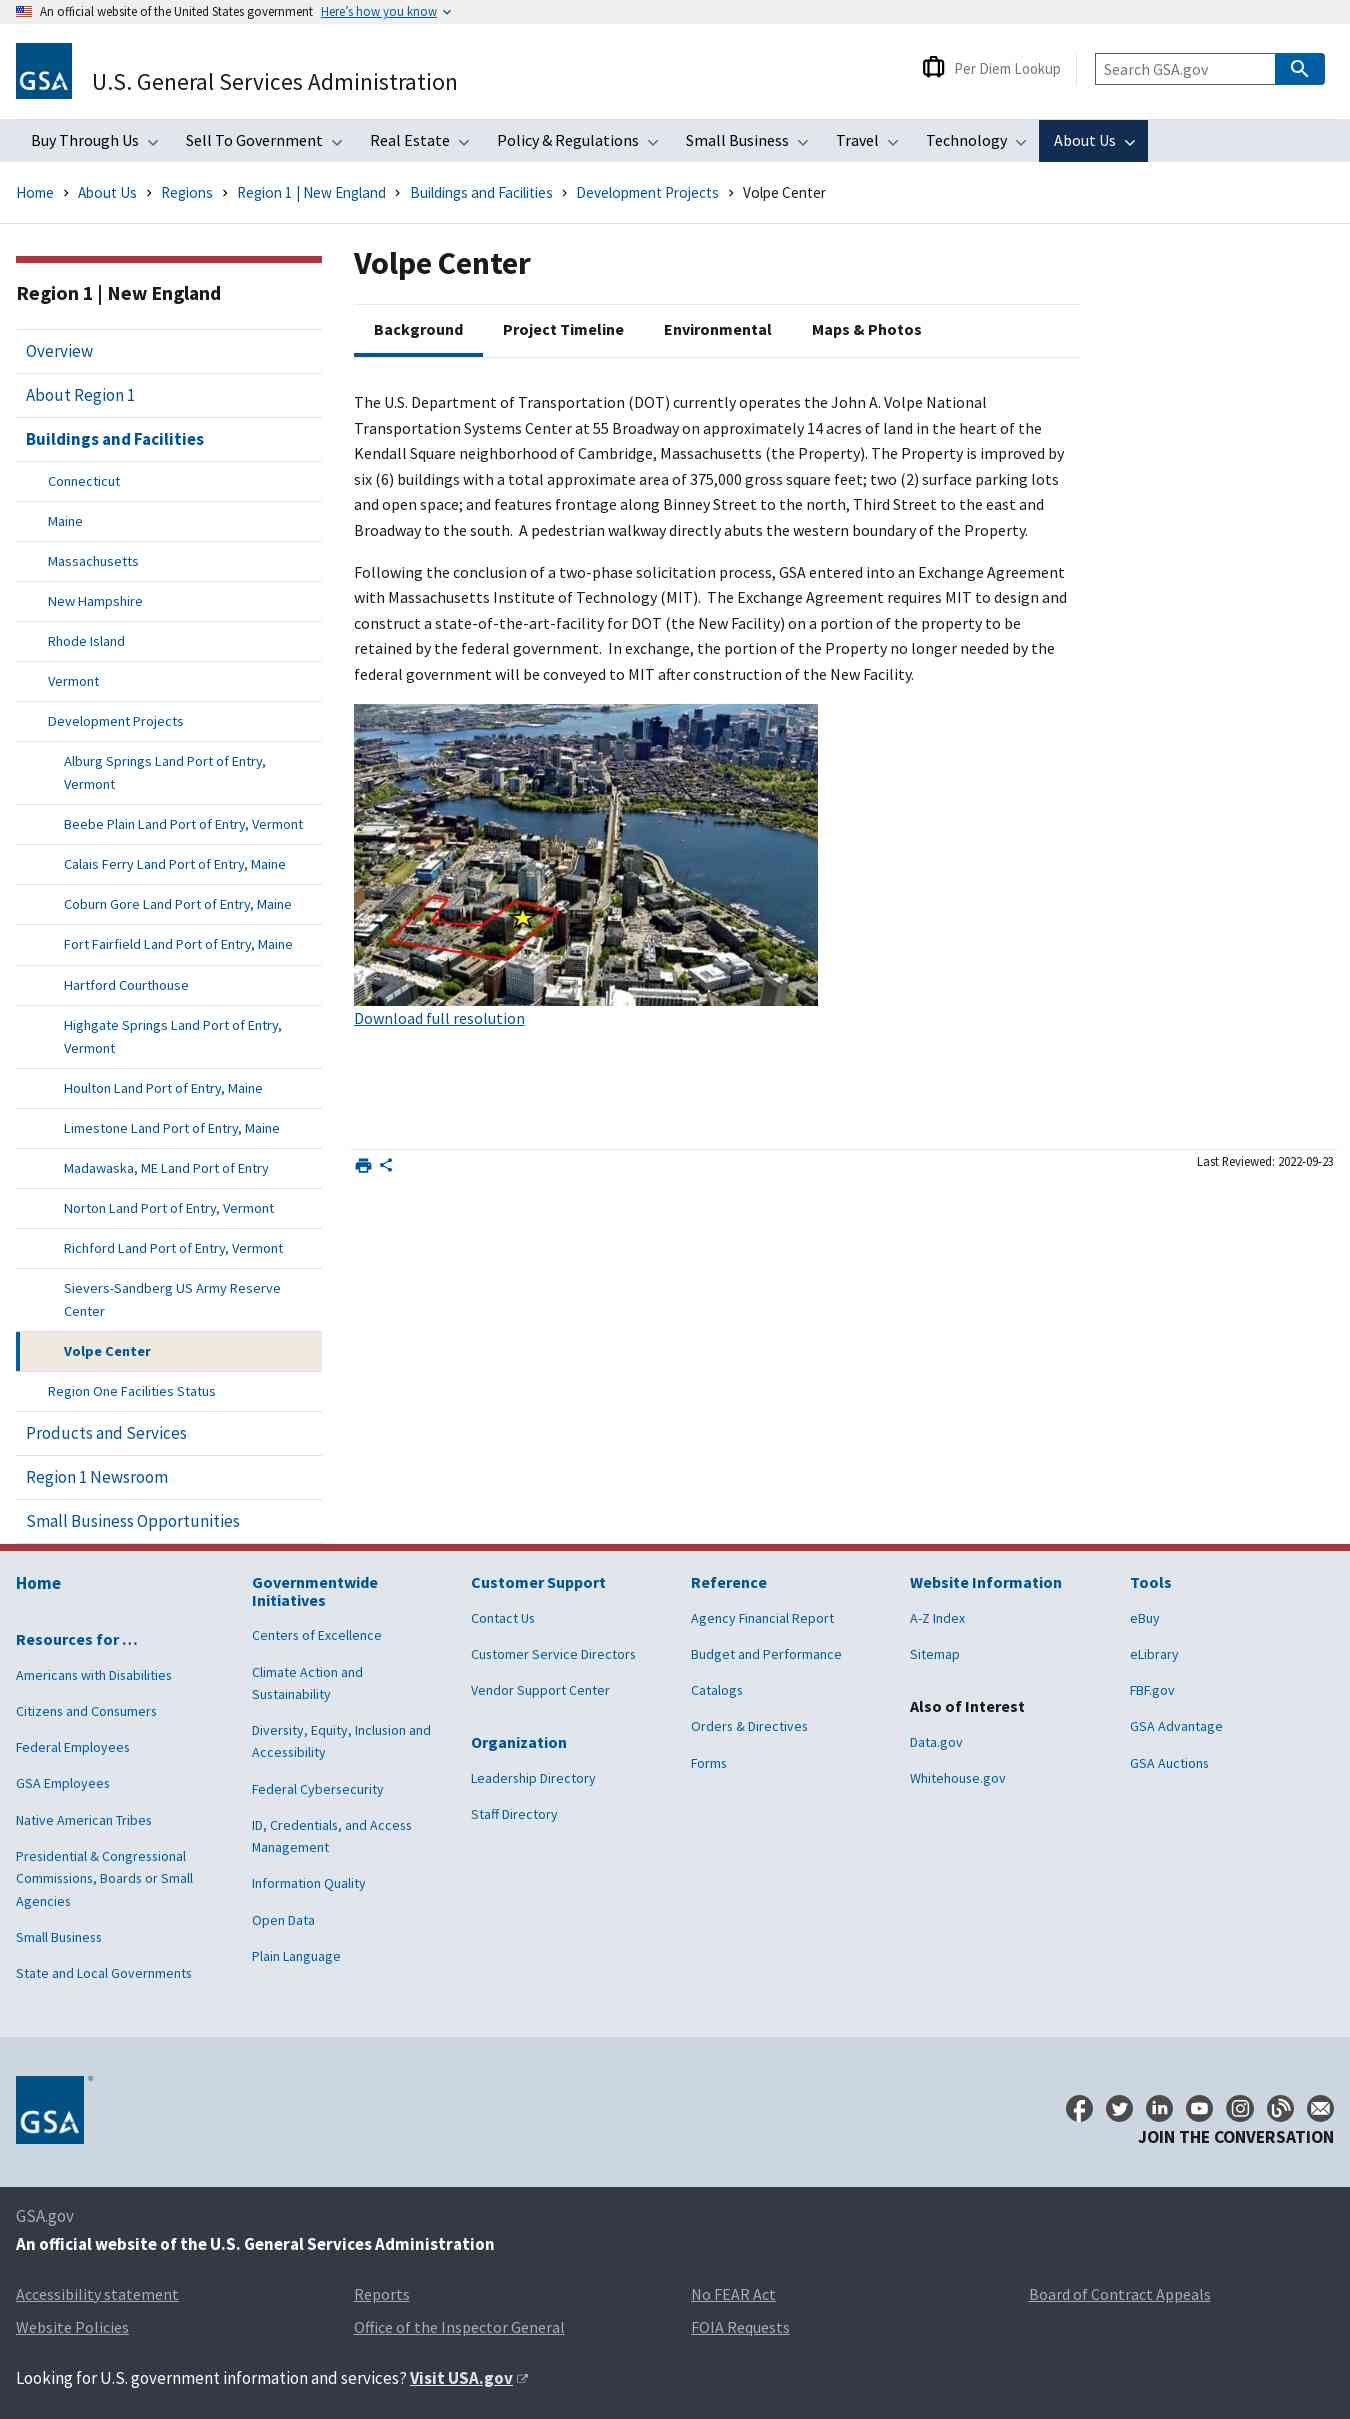 An official website of the United States government Here's how you know
GSA
U.S. General Services Administration
Per Diem Lookup
Search GSA.gov
Buy Through Us Sell To Government Real Estate Policy & Regulations Small Business Travel Technology About Us
Home About Us Regions Region 1 | New England Buildings and Facilities Development Projects Volpe Center
Region 1 | New England
Overview
About Region 1
Buildings and Facilities
Connecticut
Maine
Massachusetts
New Hampshire
Rhode Island
Vermont
Development Projects
Alburg Springs Land Port of Entry,
Vermont
Beebe Plain Land Port of Entry, Vermont
Calais Ferry Land Port of Entry, Maine
Coburn Gore Land Port of Entry, Maine
Fort Fairfield Land Port of Entry, Maine
Hartford Courthouse
Highgate Springs Land Port of Entry,
Vermont
Houlton Land Port of Entry, Maine
Limestone Land Port of Entry, Maine
Madawaska, ME Land Port of Entry
Norton Land Port of Entry, Vermont
Richford Land Port of Entry, Vermont
Sievers-Sandberg US Army Reserve
Center
Volpe Center
Region One Facilities Status
Products and Services
Region 1 Newsroom
Small Business Opportunities
Volpe Center
Background Project Timeline Environmental Maps & Photos
The U.S. Department of Transportation (DOT) currently operates the John A. Volpe National
Transportation Systems Center at 55 Broadway on approximately 14 acres of land in the heart of the
Kendall Square neighborhood of Cambridge, Massachusetts (the Property). The Property is improved by
six (6) buildings with a total approximate area of 375,000 gross square feet; two (2) surface parking lots
and open space; and features frontage along Binney Street to the north, Third Street to the east and
Broadway to the south.  A pedestrian walkway directly abuts the western boundary of the Property.
Following the conclusion of a two-phase solicitation process, GSA entered into an Exchange Agreement
with Massachusetts Institute of Technology (MIT).  The Exchange Agreement requires MIT to design and
construct a state-of-the-art-facility for DOT (the New Facility) on a portion of the property to be
retained by the federal government.  In exchange, the portion of the Property no longer needed by the
federal government will be conveyed to MIT after construction of the New Facility.
Download full resolution
Last Reviewed: 2022-09-23
Home
Resources for …
Americans with Disabilities
Citizens and Consumers
Federal Employees
GSA Employees
Native American Tribes
Presidential & Congressional
Commissions, Boards or Small
Agencies
Small Business
State and Local Governments
Governmentwide
Initiatives
Centers of Excellence
Climate Action and
Sustainability
Diversity, Equity, Inclusion and
Accessibility
Federal Cybersecurity
ID, Credentials, and Access
Management
Information Quality
Open Data
Plain Language
Customer Support
Contact Us
Customer Service Directors
Vendor Support Center
Organization
Leadership Directory
Staff Directory
Reference
Agency Financial Report
Budget and Performance
Catalogs
Orders & Directives
Forms
Website Information
A-Z Index
Sitemap
Also of Interest
Data.gov
Whitehouse.gov
Tools
eBuy
eLibrary
FBF.gov
GSA Advantage
GSA Auctions
GSA
JOIN THE CONVERSATION
GSA.gov
An official website of the U.S. General Services Administration
Accessibility statement Reports No FEAR Act Board of Contract Appeals
Website Policies Office of the Inspector General FOIA Requests
Looking for U.S. government information and services? Visit USA.gov